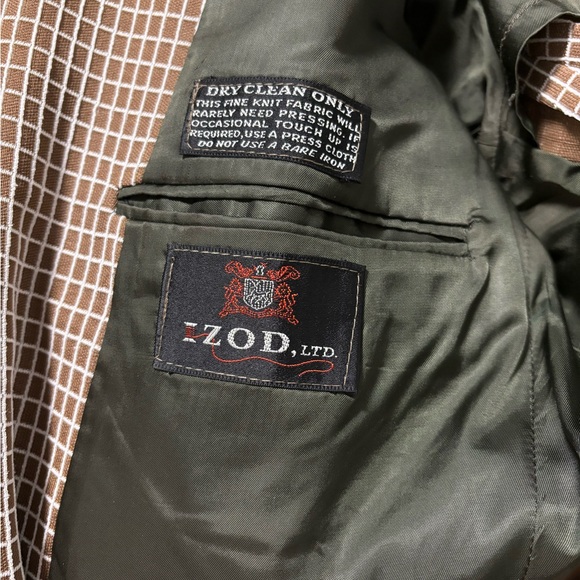 DRY CLEAN ONLY
THIS FINE KNIT FABRIC WILL
RARELY NEED PRESSING. IF
OCCASIONAL TOUCH UP IS
REQUIRED, USE A PRESS CLOTH
DO NOT USE A BARE IRON
IZOD, LTD.